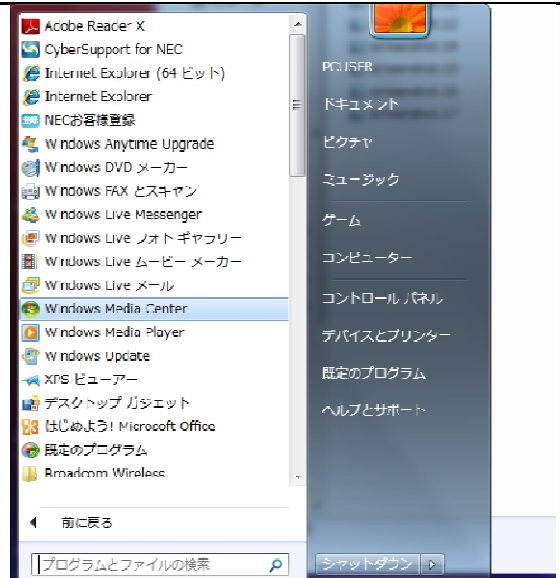 Adobe Reader X
CyberSupport for NEC
Internet Explorer (64 ビット)
Internet Explorer
NECお客様登録
Windows Anytime Upgrade
Windows DVD メーカー
Windows FAX とスキャン
Windows Live Messenger
Windows Live フォト ギャラリー
Windows Live ムービー メーカー
Windows Live メール
Windows Media Center
Windows Media Player
Windows Update
XPS ビューアー
デスクトップ ガジェット
はじめよう! Microsoft Office
既定のプログラム
Broadcom Wireless
前に戻る
プログラムとファイルの検索
PCUSER
ドキュメント
ピクチャ
ミュージック
ゲーム
コンピューター
コントロール パネル
デバイスとプリンター
既定のプログラム
ヘルプとサポート
シャットダウン